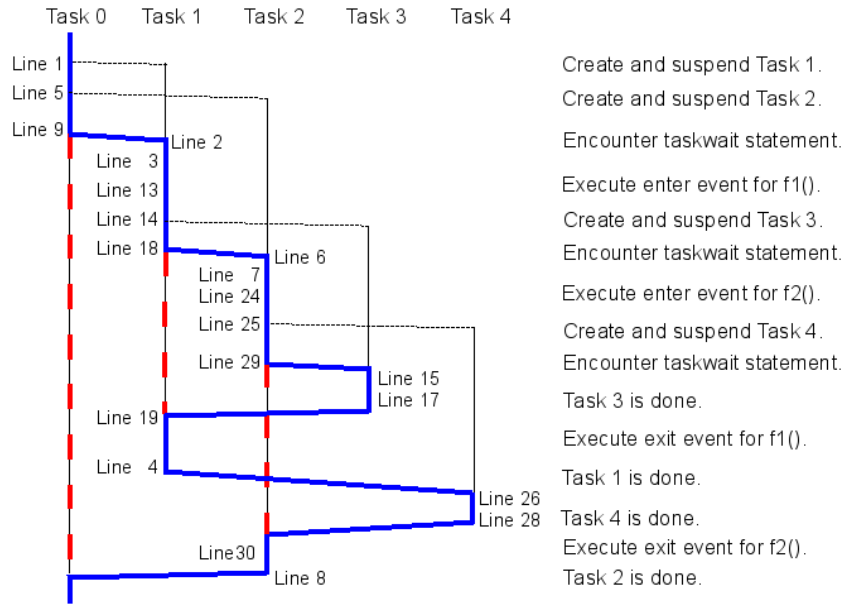 Task 0 Task 1 Task 2 Task 3 Task 4
Line 1 Create and suspend Task 1.
Line 5 Create and suspend Task 2.
Line 9 Line 2 Encounter taskwait statement.
Line 3
Line 13 Execute enter event for f1().
Line 14 Create and suspend Task 3.
Line 18 Line 6 Encounter taskwait statement.
Line 7
Line 24 Execute enter event for f2().
Line 25 Create and suspend Task 4.
Line 29 Encounter taskwait statement.
Line 15
Line 17 Task 3 is done.
Line 19
Execute exit event for f1().
Line 4 Task 1 is done.
Line 26
Line 28 Task 4 is done.
Line30 Execute exit event for f2().
Line 8 Task 2 is done.